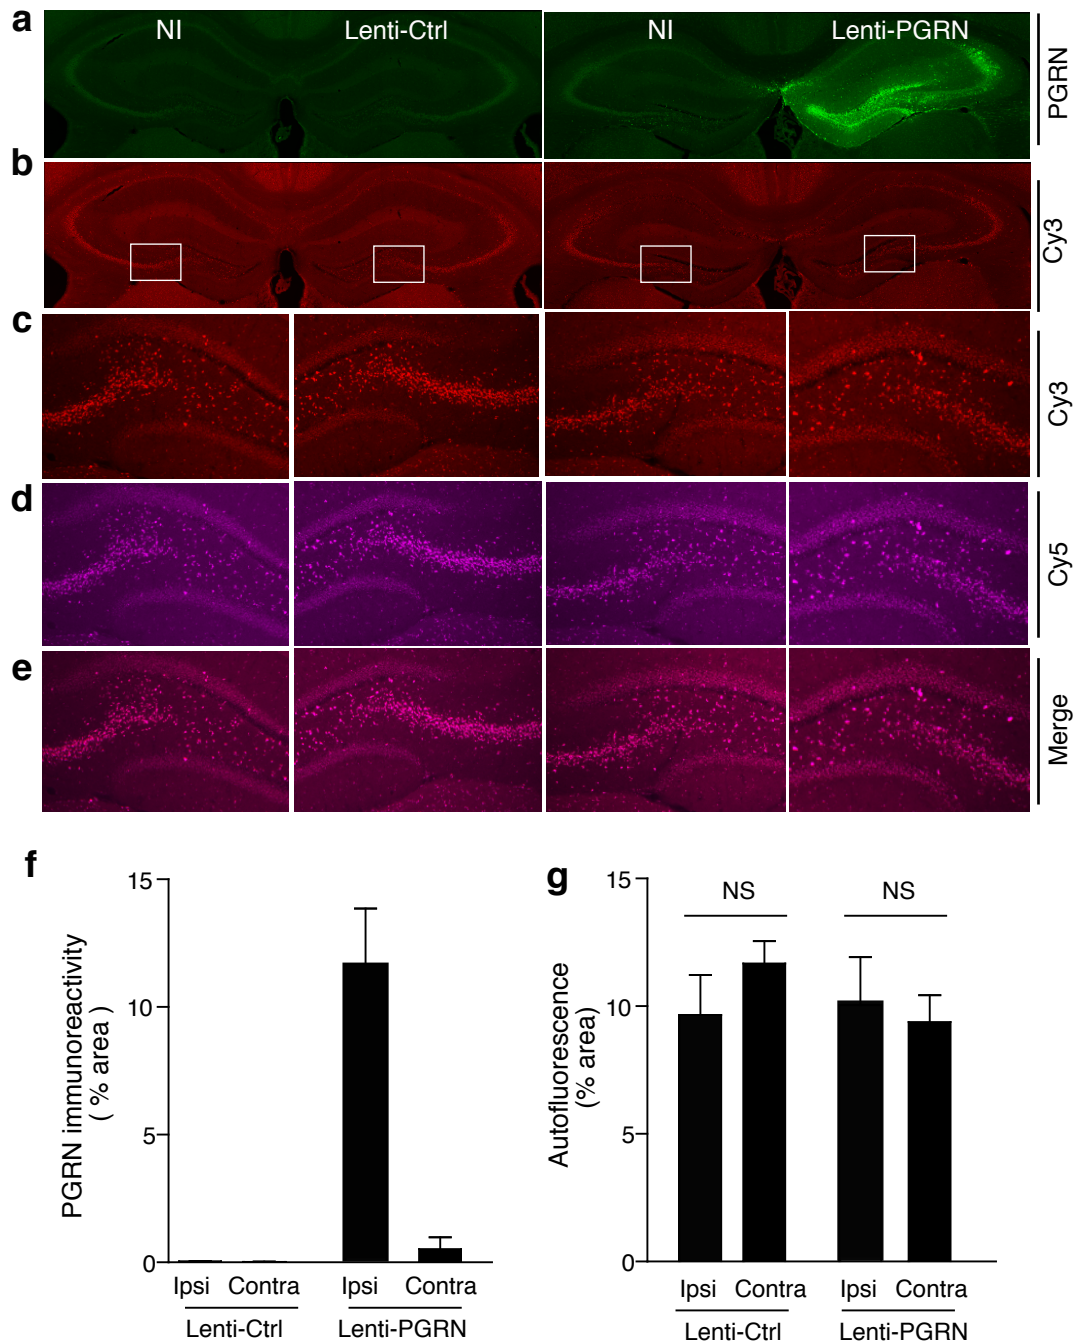 a
NI
Lenti-Ctrl
NI
Lenti-PGRN
PGRN
b
Cy3
c
Cy3
d
Cy5
e
Merge
f
PGRN immunoreactivity
( % area )
15
10
5
0
Ipsi
Contra
Ipsi
Contra
Lenti-Ctrl
Lenti-PGRN
g
Autofluorescence
(% area)
15
10
5
0
NS
NS
Ipsi
Contra
Ipsi
Contra
Lenti-Ctrl
Lenti-PGRN